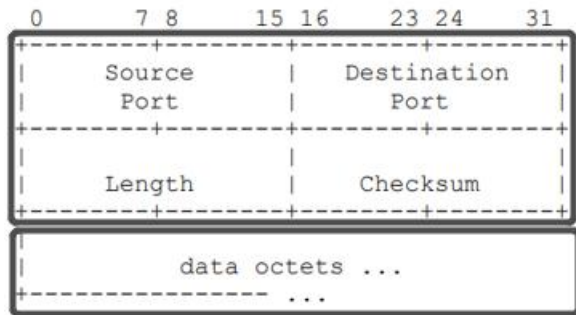 0 7 8 15 16 23 24 31
+--------+--------+--------+--------+
| Source | Destination |
| Port | Port |
+--------+--------+--------+--------+
| | |
| Length | Checksum |
+--------+--------+--------+--------+
| data octets ...
+---------------- ...